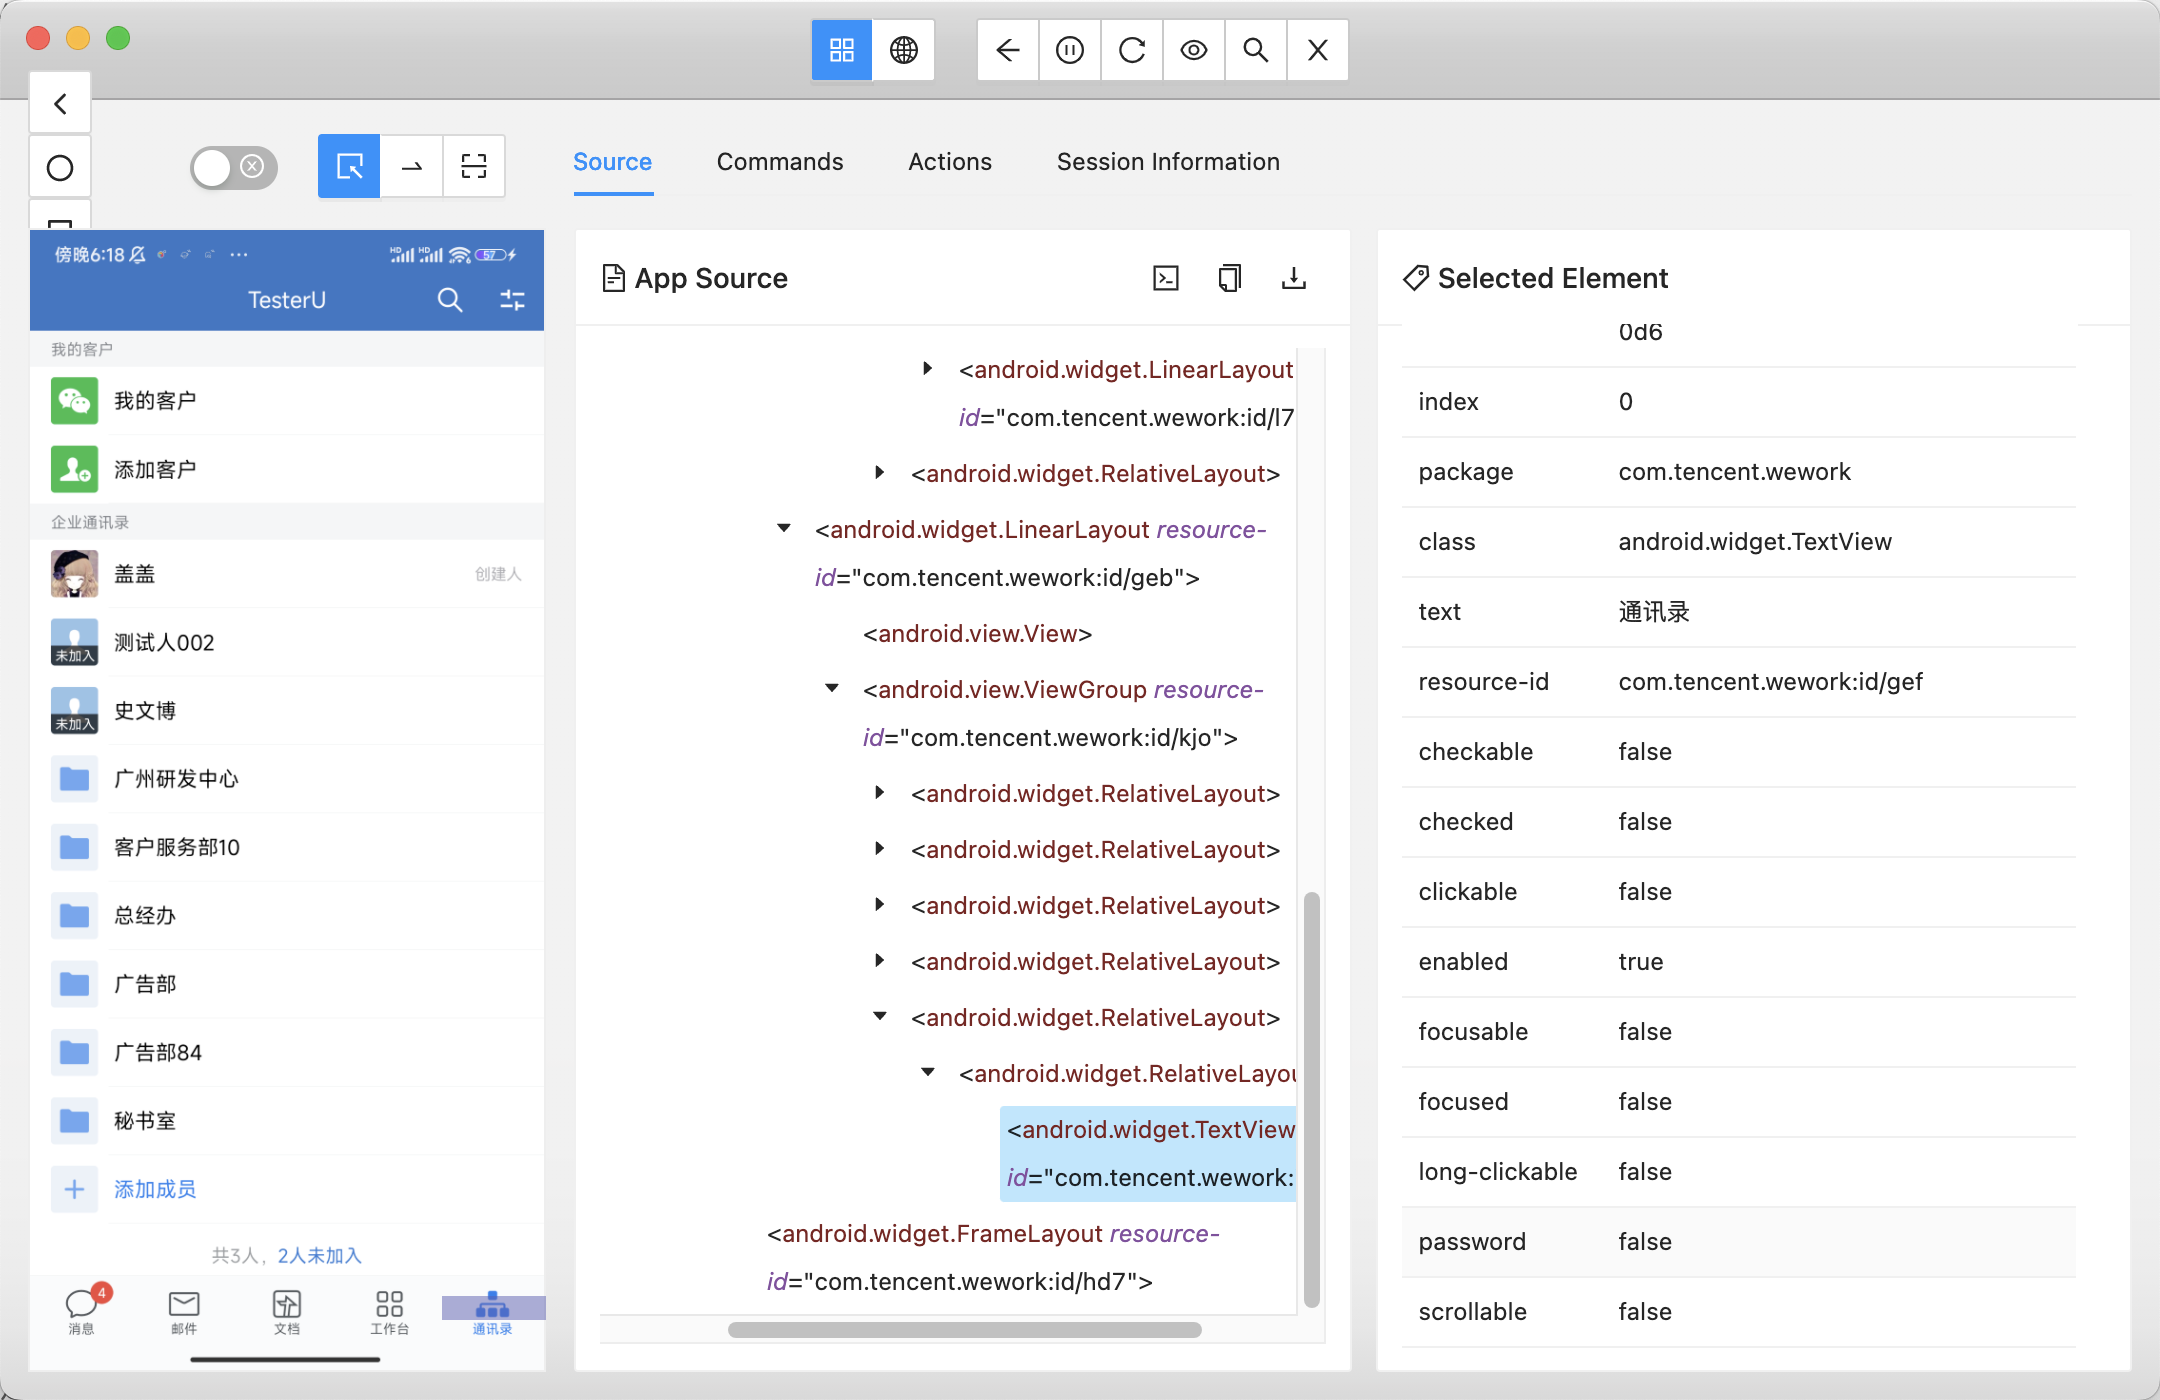 Source
Commands
Actions
Session Information
傍晚6:18
HD
HD
57
TesterU
我的客户
我的客户
添加客户
企业通讯录
盖盖
创建人
测试人002
未加入
史文博
未加入
广州研发中心
客户服务部10
总经办
广告部
广告部84
秘书室
添加成员
共3人，2人未加入
4
消息
邮件
文档
工作台
通讯录
App Source
<android.widget.LinearLayout
id="com.tencent.wework:id/l7
<android.widget.RelativeLayout>
<android.widget.LinearLayout resource-
id="com.tencent.wework:id/geb">
<android.view.View>
<android.view.ViewGroup resource-
id="com.tencent.wework:id/kjo">
<android.widget.RelativeLayout>
<android.widget.RelativeLayout>
<android.widget.RelativeLayout>
<android.widget.RelativeLayout>
<android.widget.RelativeLayout>
<android.widget.RelativeLayou
<android.widget.TextView
id="com.tencent.wework:
<android.widget.FrameLayout resource-
id="com.tencent.wework:id/hd7">
Selected Element
0d6
index 0
package com.tencent.wework
class android.widget.TextView
text 通讯录
resource-id com.tencent.wework:id/gef
checkable false
checked false
clickable false
enabled true
focusable false
focused false
long-clickable false
password false
scrollable false